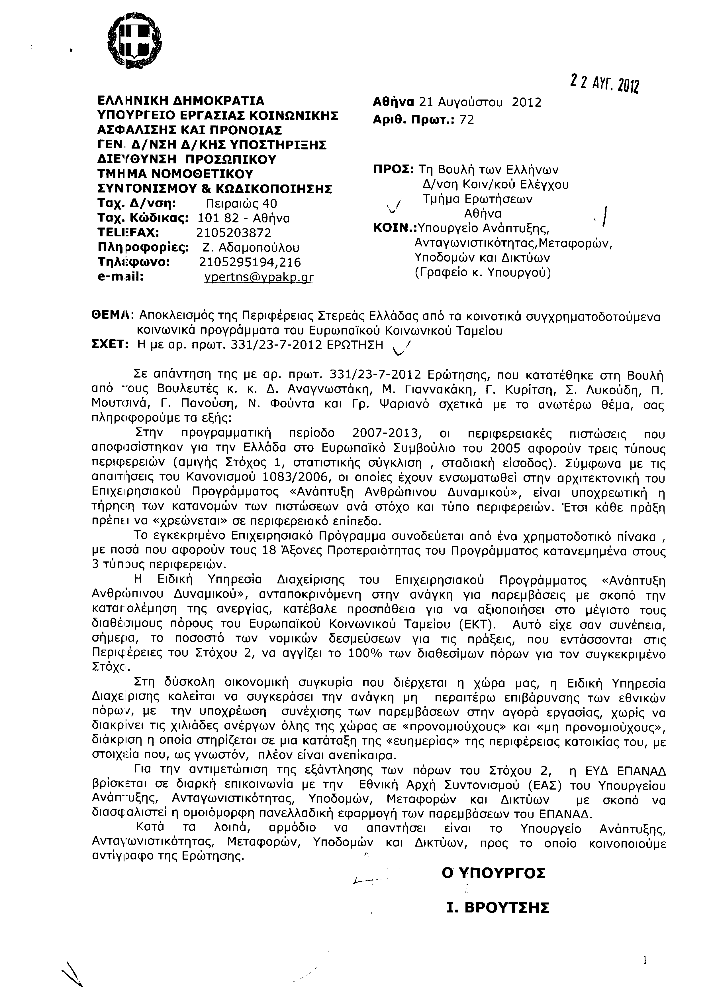 2 2 ΑΥΓ. 2012
ΕΛΛΗΝΙΚΗ ΔΗΜΟΚΡΑΤΙΑ
ΥΠΟΥΡΓΕΙΟ ΕΡΓΑΣΙΑΣ ΚΟΙΝΩΝΙΚΗΣ
ΑΣΦΑΛΙΣΗΣ ΚΑΙ ΠΡΟΝΟΙΑΣ
ΓΕΝ. Δ/ΝΣΗ Δ/ΚΗΣ ΥΠΟΣΤΗΡΙΞΗΣ
ΔΙΕΥΘΥΝΣΗ ΠΡΟΣΩΠΙΚΟΥ
ΤΜΗΜΑ ΝΟΜΟΘΕΤΙΚΟΥ
ΣΥΝΤΟΝΙΣΜΟΥ & ΚΩΔΙΚΟΠΟΙΗΣΗΣ
Ταχ. Δ/νση: Πειραιώς 40
Ταχ. Κώδικας: 101 82 - Αθήνα
TELEFAX: 2105203872
Πληροφορίες: Ζ. Αδαμοπούλου
Τηλέφωνο: 2105295194,216
e-mail: ypertns@ypakp.gr
Αθήνα 21 Αυγούστου 2012
Αριθ. Πρωτ.: 72
ΠΡΟΣ: Τη Βουλή των Ελλήνων
Δ/νση Κοιν/κού Ελέγχου
Τμήμα Ερωτήσεων
Αθήνα
ΚΟΙΝ.:Υπουργείο Ανάπτυξης,
Ανταγωνιστικότητας,Μεταφορών,
Υποδομών και Δικτύων
(Γραφείο κ. Υπουργού)
ΘΕΜΑ: Αποκλεισμός της Περιφέρειας Στερεάς Ελλάδας από τα κοινοτικά συγχρηματοδοτούμενα
κοινωνικά προγράμματα του Ευρωπαϊκού Κοινωνικού Ταμείου
ΣΧΕΤ: Η με αρ. πρωτ. 331/23-7-2012 ΕΡΩΤΗΣΗ
Σε απάντηση της με αρ. πρωτ. 331/23-7-2012 Ερώτησης, που κατατέθηκε στη Βουλή
από τους Βουλευτές κ. κ. Δ. Αναγνωστάκη, Μ. Γιαννακάκη, Γ. Κυρίτση, Σ. Λυκούδη, Π.
Μουτσινά, Γ. Πανούση, Ν. Φούντα και Γρ. Ψαριανό σχετικά με το ανωτέρω θέμα, σας
πληροφορούμε τα εξής:
Στην προγραμματική περίοδο 2007-2013, οι περιφερειακές πιστώσεις που
αποφασίστηκαν για την Ελλάδα στο Ευρωπαϊκό Συμβούλιο του 2005 αφορούν τρεις τύπους
περιφερειών (αμιγής Στόχος 1, στατιστικής σύγκλιση , σταδιακή είσοδος). Σύμφωνα με τις
απαιτήσεις του Κανονισμού 1083/2006, οι οποίες έχουν ενσωματωθεί στην αρχιτεκτονική του
Επιχειρησιακού Προγράμματος «Ανάπτυξη Ανθρώπινου Δυναμικού», είναι υποχρεωτική η
τήρηση των κατανομών των πιστώσεων ανά στόχο και τύπο περιφερειών. Έτσι κάθε πράξη
πρέπει να «χρεώνεται» σε περιφερειακό επίπεδο.
Το εγκεκριμένο Επιχειρησιακό Πρόγραμμα συνοδεύεται από ένα χρηματοδοτικό πίνακα ,
με ποσά που αφορούν τους 18 Άξονες Προτεραιότητας του Προγράμματος κατανεμημένα στους
3 τύπους περιφερειών.
Η Ειδική Υπηρεσία Διαχείρισης του Επιχειρησιακού Προγράμματος «Ανάπτυξη
Ανθρώπινου Δυναμικού», ανταποκρινόμενη στην ανάγκη για παρεμβάσεις με σκοπό την
καταπολέμηση της ανεργίας, κατέβαλε προσπάθεια για να αξιοποιήσει στο μέγιστο τους
διαθέσιμους πόρους του Ευρωπαϊκού Κοινωνικού Ταμείου (ΕΚΤ). Αυτό είχε σαν συνέπεια,
σήμερα, το ποσοστό των νομικών δεσμεύσεων για τις πράξεις, που εντάσσονται στις
Περιφέρειες του Στόχου 2, να αγγίζει το 100% των διαθεσίμων πόρων για τον συγκεκριμένο
Στόχο.
Στη δύσκολη οικονομική συγκυρία που διέρχεται η χώρα μας, η Ειδική Υπηρεσία
Διαχείρισης καλείται να συγκεράσει την ανάγκη μη περαιτέρω επιβάρυνσης των εθνικών
πόρων, με την υποχρέωση συνέχισης των παρεμβάσεων στην αγορά εργασίας, χωρίς να
διακρίνει τις χιλιάδες ανέργων όλης της χώρας σε «προνομιούχους» και «μη προνομιούχους»,
διάκριση η οποία στηρίζεται σε μια κατάταξη της «ευημερίας» της περιφέρειας κατοικίας του, με
στοιχεία που, ως γνωστόν, πλέον είναι ανεπίκαιρα.
Για την αντιμετώπιση της εξάντλησης των πόρων του Στόχου 2, η ΕΥΔ ΕΠΑΝΑΔ
βρίσκεται σε διαρκή επικοινωνία με την Εθνική Αρχή Συντονισμού (ΕΑΣ) του Υπουργείου
Ανάπτυξης, Ανταγωνιστικότητας, Υποδομών, Μεταφορών και Δικτύων με σκοπό να
διασφαλιστεί η ομοιόμορφη πανελλαδική εφαρμογή των παρεμβάσεων του ΕΠΑΝΑΔ.
Κατά τα λοιπά, αρμόδιο να απαντήσει είναι το Υπουργείο Ανάπτυξης,
Ανταγωνιστικότητας, Μεταφορών, Υποδομών και Δικτύων, προς το οποίο κοινοποιούμε
αντίγραφο της Ερώτησης.
Ο ΥΠΟΥΡΓΟΣ
Ι. ΒΡΟΥΤΣΗΣ
1